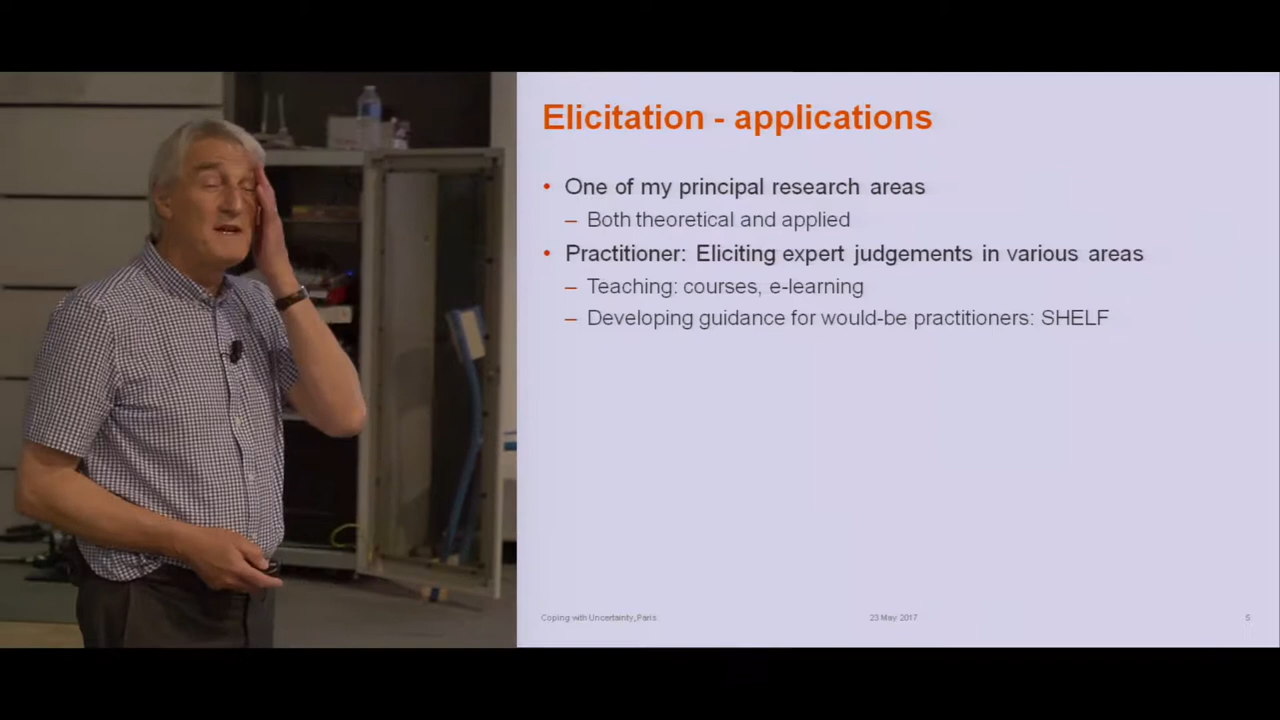 Elicitation - applications
• One of my principal research areas
– Both theoretical and applied
• Practitioner: Eliciting expert judgements in various areas
– Teaching: courses, e-learning
– Developing guidance for would-be practitioners: SHELF
Coping with Uncertainty, Paris 23 May 2017 5